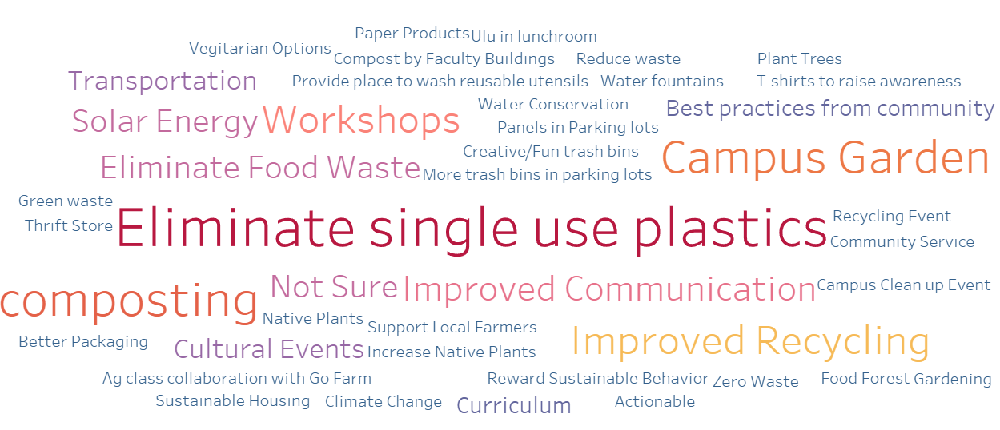 Paper Products
Ulu in lunchroom
Vegitarian Options
Compost by Faculty Buildings
Reduce waste
Plant Trees
Transportation
Provide place to wash reusable utensils
Water fountains
T-shirts to raise awareness
Water Conservation
Best practices from community
Solar Energy
Workshops
Panels in Parking lots
Creative/Fun trash bins
Campus Garden
Eliminate Food Waste
More trash bins in parking lots
Green waste
Thrift Store
Eliminate single use plastics
Recycling Event
Community Service
composting
Not Sure
Improved Communication
Campus Clean up Event
Native Plants
Support Local Farmers
Better Packaging
Cultural Events
Increase Native Plants
Improved Recycling
Ag class collaboration with Go Farm
Reward Sustainable Behavior
Zero Waste
Food Forest
Gardening
Sustainable Housing
Climate Change
Curriculum
Actionable